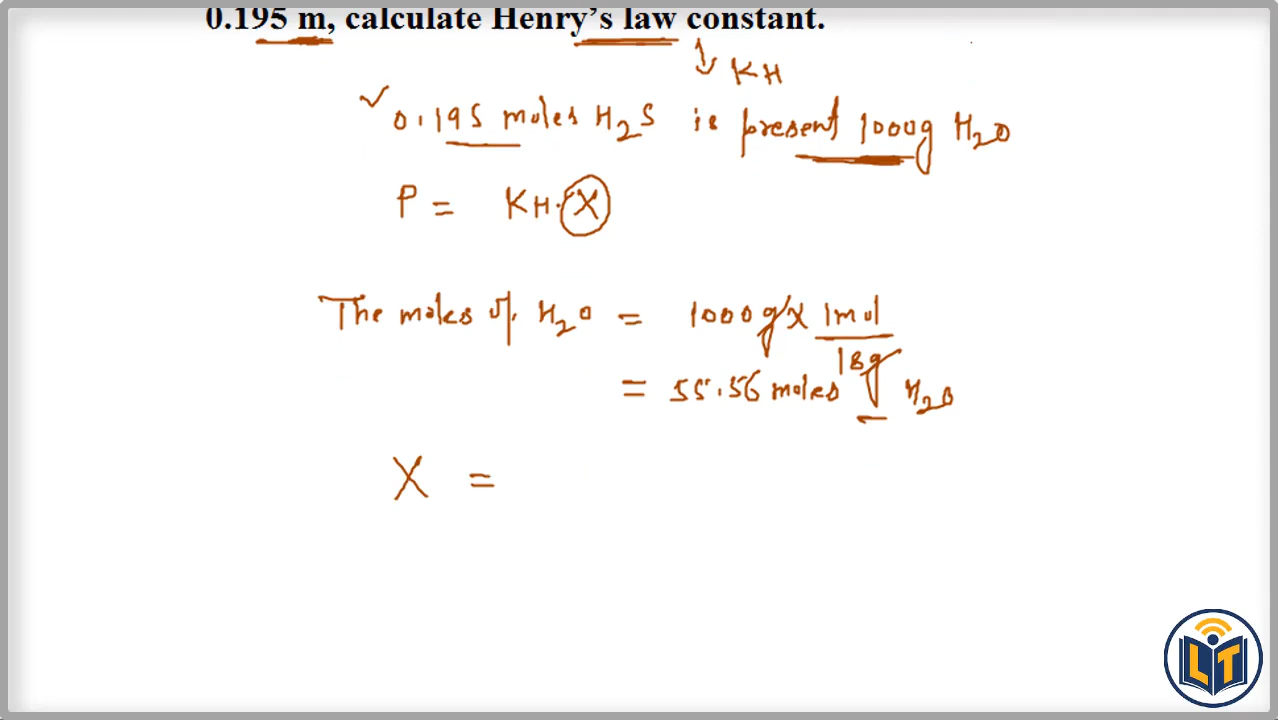 0.195 m, calculate Henry’s law constant.
KH
0.195 moles H2S is present 1000g H2O
P = KH.X
The moles of H2O = 1000g X 1mol
18g
= 55.56 moles H2O
X =
LT